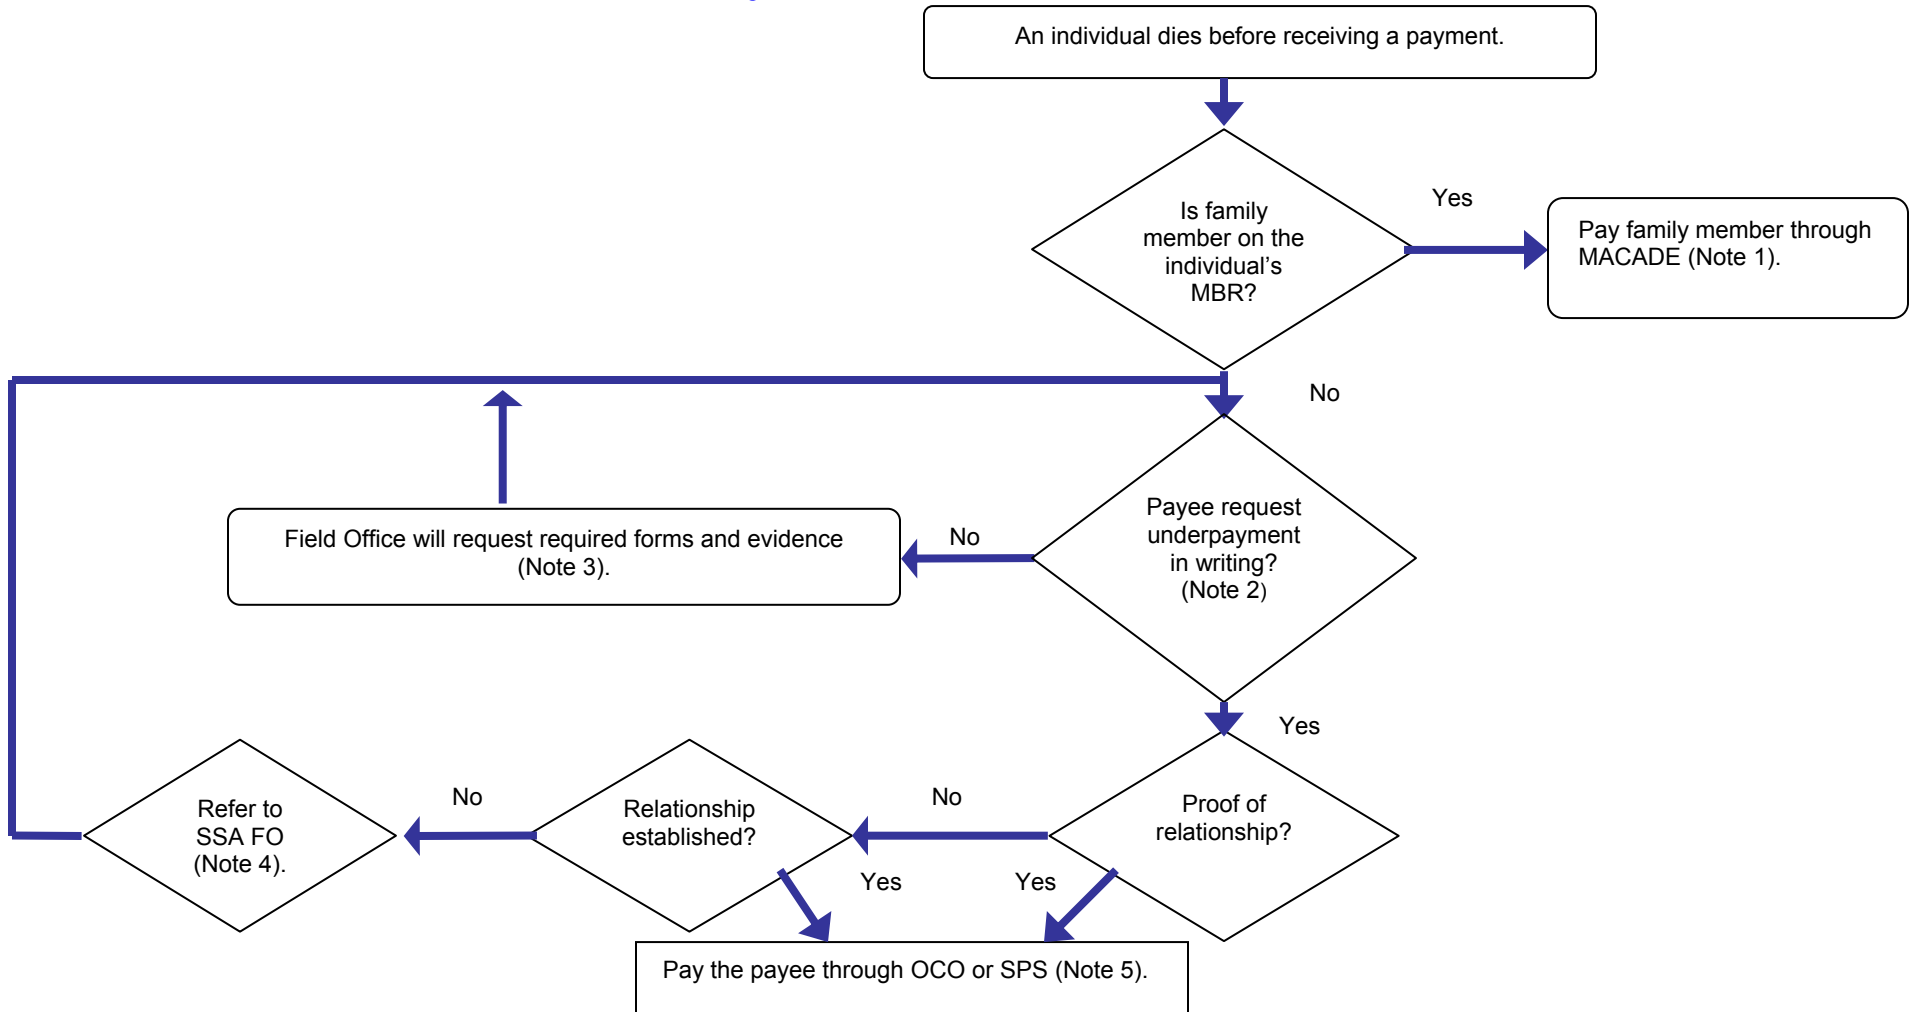 An individual dies before receiving a payment.
Yes
Is family
member on the
individual's
MBR?
Pay family member through
MACADE (Note 1).
No
Payee request
underpayment
in writing?
(Note 2)
No
Field Office will request required forms and evidence
(Note 3).
Yes
Proof of
relationship?
No
Relationship
established?
No
Refer to
SSA FO
(Note 4).
Yes
Yes
Pay the payee through OCO or SPS (Note 5).